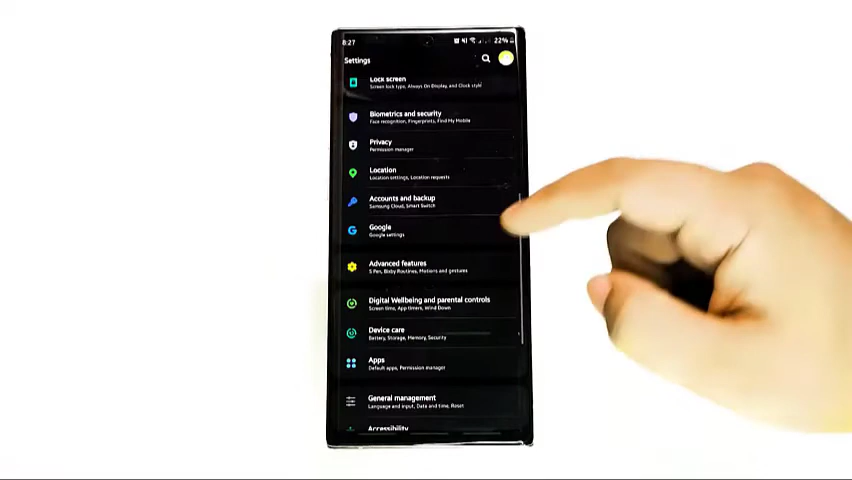 8:27
22%
Settings
Lock screen
Screen lock type, Always On Display, and Clock style
Biometrics and security
Face recognition, Fingerprints, Find My Mobile
Privacy
Permission manager
Location
Location settings, Location requests
Accounts and backup
Samsung Cloud, Smart Switch
Google
Google settings
Advanced features
S Pen, Bixby Routines, Motions and gestures
Digital Wellbeing and parental controls
Screen time, App timers, Wind Down
Device care
Battery, Storage, Memory, Security
Apps
Default apps, Permission manager
General management
Language and input, Date and time, Reset
Accessibility